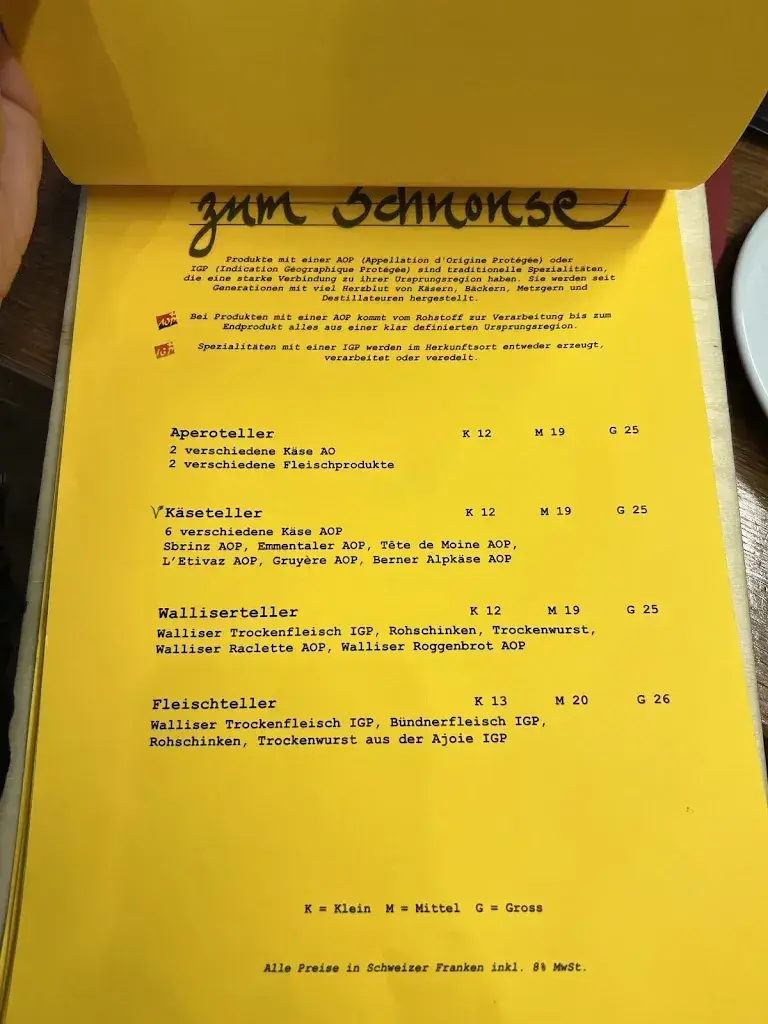 zum Schnouse
Produkte mit einer AOP (Appellation d'Origine Protégée) oder
IGP (Indication Géographique Protégée) sind traditionelle Spezialitäten,
die eine starke Verbindung zu ihrer Ursprungsregion haben. Sie werden seit
Generationen mit viel Herzblut von Käsern, Bäckern, Metzgern und
Destillateuren hergestellt.
AOP Bei Produkten mit einer AOP kommt vom Rohstoff zur Verarbeitung bis zum
Endprodukt alles aus einer klar definierten Ursprungsregion.
IGP Spezialitäten mit einer IGP werden im Herkunftsort entweder erzeugt,
verarbeitet oder veredelt.
Aperoteller K 12 M 19 G 25
2 verschiedene Käse AO
2 verschiedene Fleischprodukte
V Käseteller K 12 M 19 G 25
6 verschiedene Käse AOP
Sbrinz AOP, Emmentaler AOP, Tête de Moine AOP,
L'Etivaz AOP, Gruyère AOP, Berner Alpkäse AOP
Walliserteller K 12 M 19 G 25
Walliser Trockenfleisch IGP, Rohschinken, Trockenwurst,
Walliser Raclette AOP, Walliser Roggenbrot AOP
Fleischteller K 13 M 20 G 26
Walliser Trockenfleisch IGP, Bündnerfleisch IGP,
Rohschinken, Trockenwurst aus der Ajoie IGP
K = Klein M = Mittel G = Gross
Alle Preise in Schweizer Franken inkl. 8% MwSt.